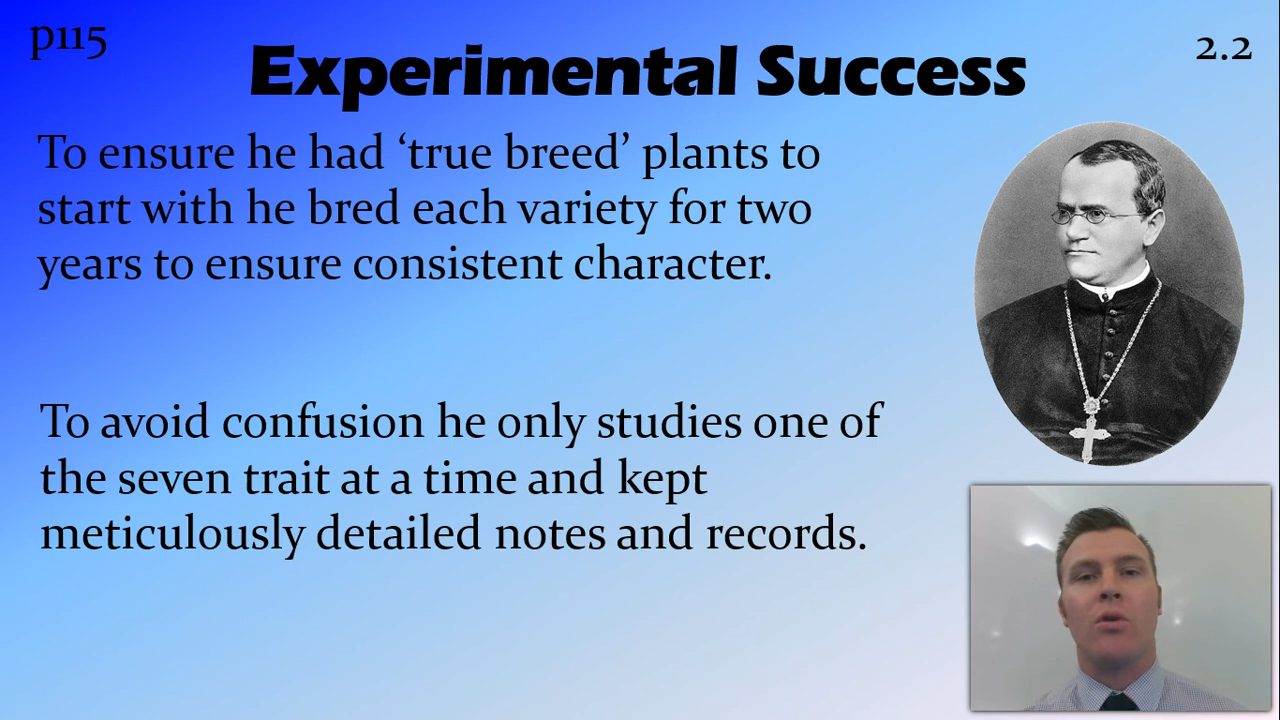 p115
2.2
Experimental Success
To ensure he had ‘true breed’ plants to
start with he bred each variety for two
years to ensure consistent character.
To avoid confusion he only studies one of
the seven trait at a time and kept
meticulously detailed notes and records.